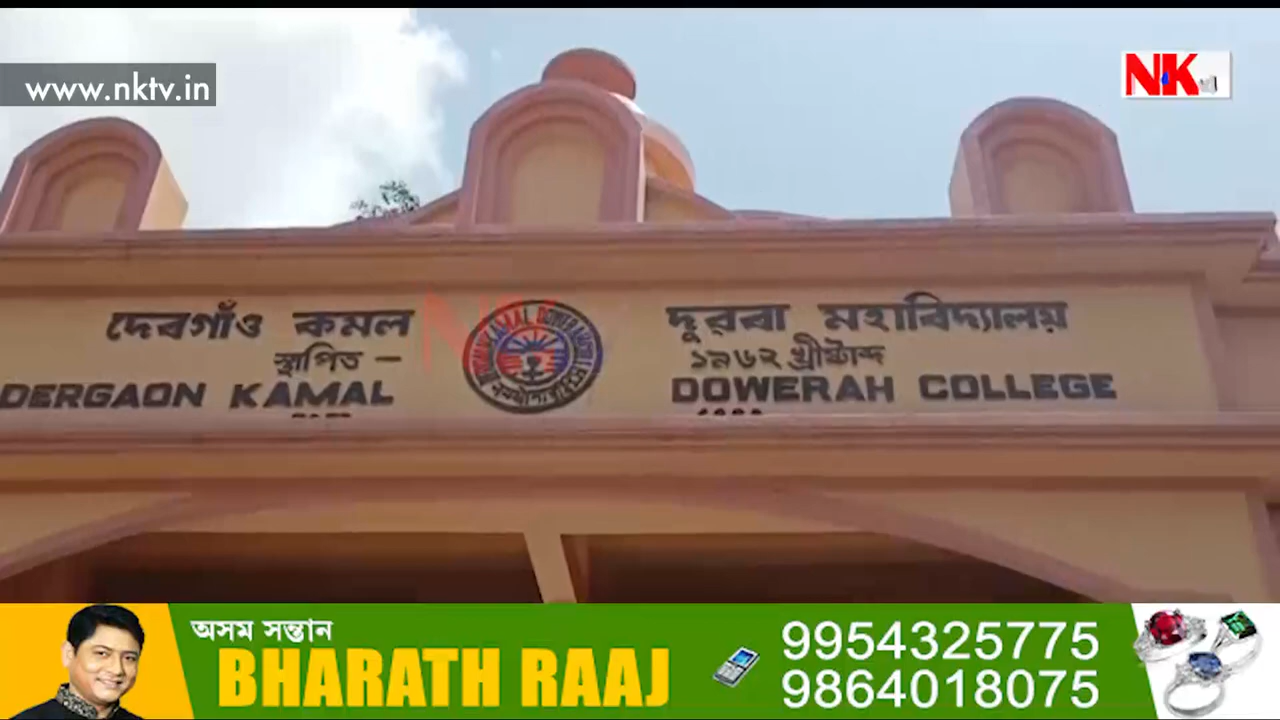 www.nktv.in
NK
দেৰগাঁও কমল দুৱৰা মহাবিদ্যালয়
স্থাপিত – ১৯৬২ খ্ৰীষ্টাব্দ
DERGAON KAMAL DOWERAH COLLEGE
অসম সন্তান
BHARATH RAAJ
9954325775
9864018075